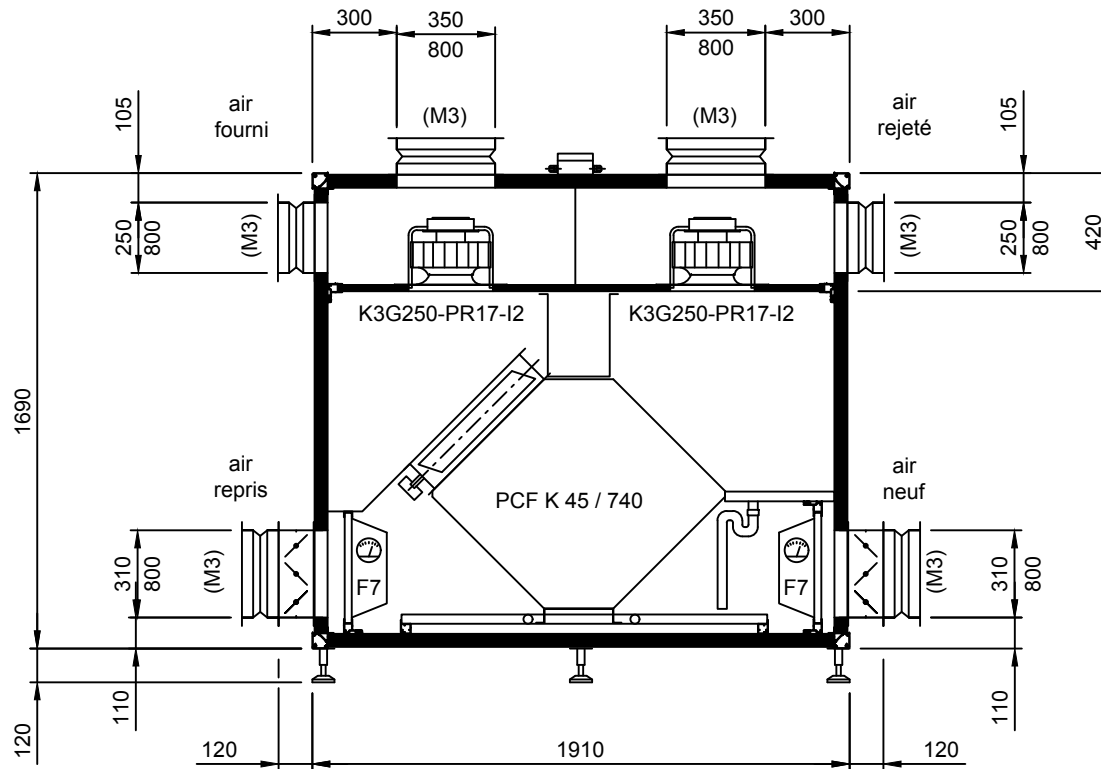 300
350
800
350
800
300
105
air
fourni
(M3)
(M3)
air
rejeté
105
1690
250
800
(M3)
(M3)
250
800
420
K3G250-PR17-I2
K3G250-PR17-I2
air
repris
PCF K 45 / 740
air
neuf
310
800
(M3)
F7
F7
(M3)
310
800
120
110
110
120
1910
120